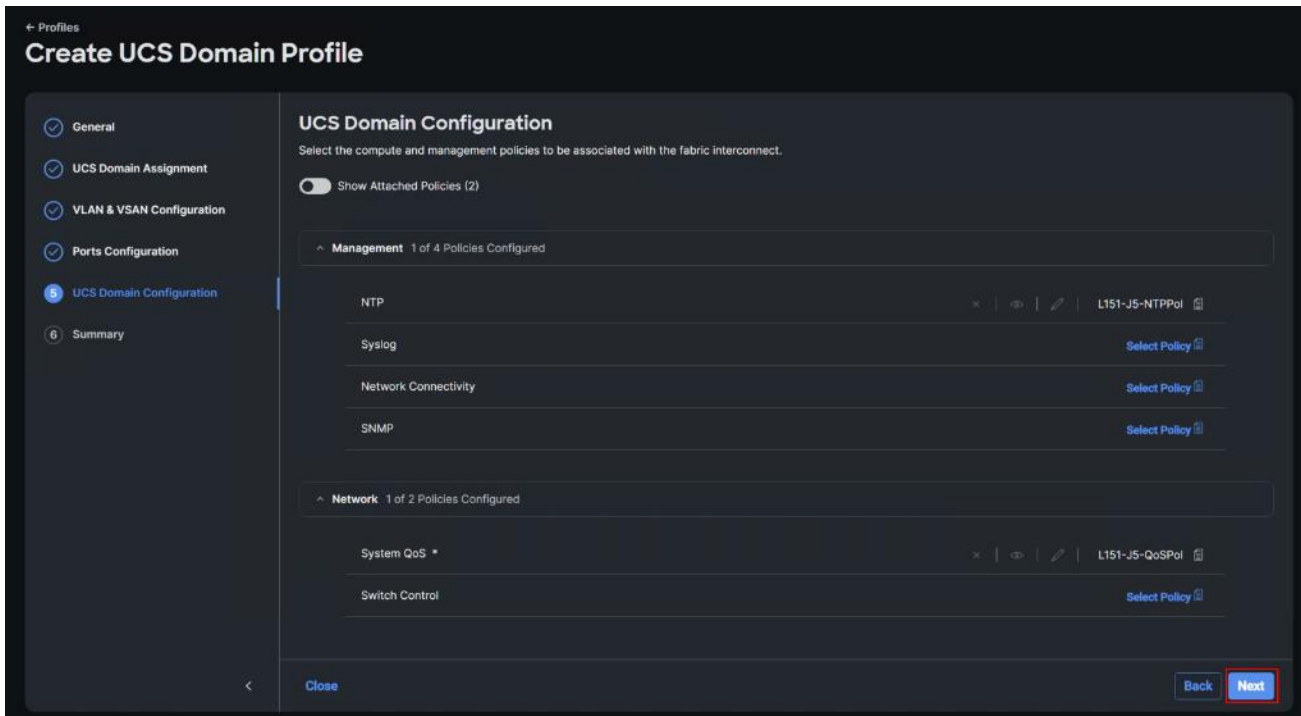 ← Profiles
Create UCS Domain Profile
General
UCS Domain Assignment
VLAN & VSAN Configuration
Ports Configuration
5 UCS Domain Configuration
6 Summary
UCS Domain Configuration
Select the compute and management policies to be associated with the fabric interconnect.
Show Attached Policies (2)
Management 1 of 4 Policies Configured
NTP L151-J5-NTPPol
Syslog Select Policy
Network Connectivity Select Policy
SNMP Select Policy
Network 1 of 2 Policies Configured
System QoS * L151-J5-QoSPol
Switch Control Select Policy
Close Back Next